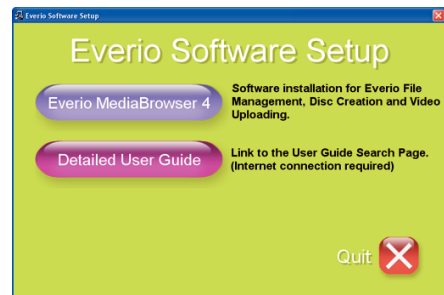 Everio Software Setup
Everio Software Setup
Everio MediaBrowser 4
Software installation for Everio File
Management, Disc Creation and Video
Uploading.
Detailed User Guide
Link to the User Guide Search Page.
(Internet connection required)
Quit